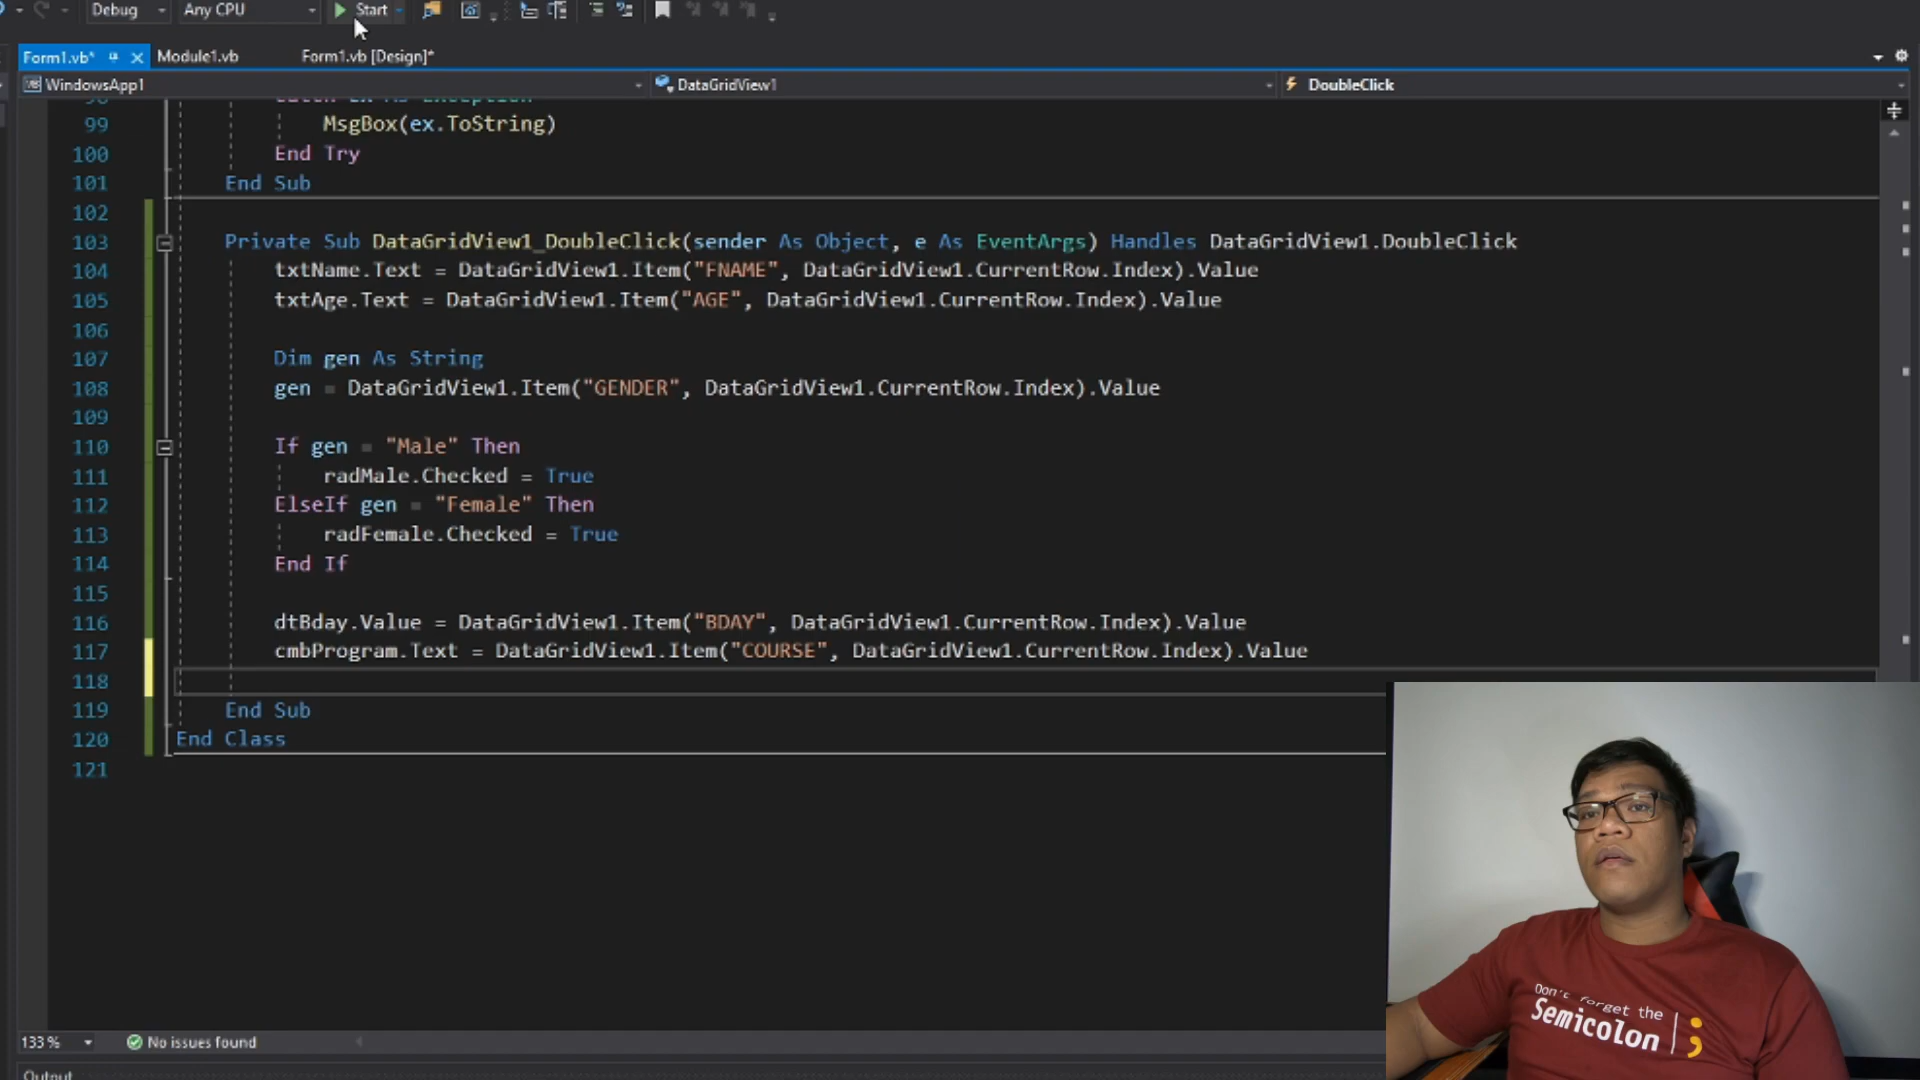 Debug
Any CPU
Start
Form1.vb*
Module1.vb
Form1.vb [Design]*
WindowsApp1
DataGridView1
DoubleClick
98 Catch ex As Exception
99 MsgBox(ex.ToString)
100 End Try
101 End Sub
102
103 Private Sub DataGridView1_DoubleClick(sender As Object, e As EventArgs) Handles DataGridView1.DoubleClick
104 txtName.Text = DataGridView1.Item("FNAME", DataGridView1.CurrentRow.Index).Value
105 txtAge.Text = DataGridView1.Item("AGE", DataGridView1.CurrentRow.Index).Value
106
107 Dim gen As String
108 gen = DataGridView1.Item("GENDER", DataGridView1.CurrentRow.Index).Value
109
110 If gen = "Male" Then
111 radMale.Checked = True
112 ElseIf gen = "Female" Then
113 radFemale.Checked = True
114 End If
115
116 dtBday.Value = DataGridView1.Item("BDAY", DataGridView1.CurrentRow.Index).Value
117 cmbProgram.Text = DataGridView1.Item("COURSE", DataGridView1.CurrentRow.Index).Value
118
119 End Sub
120 End Class
121
133 %
No issues found
Output
Don't forget the
Semicolon ;